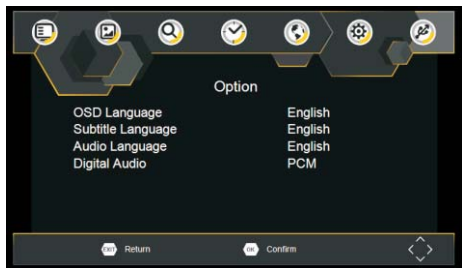 Option
OSD Language English
Subtitle Language English
Audio Language English
Digital Audio PCM
EXIT Return OK Confirm